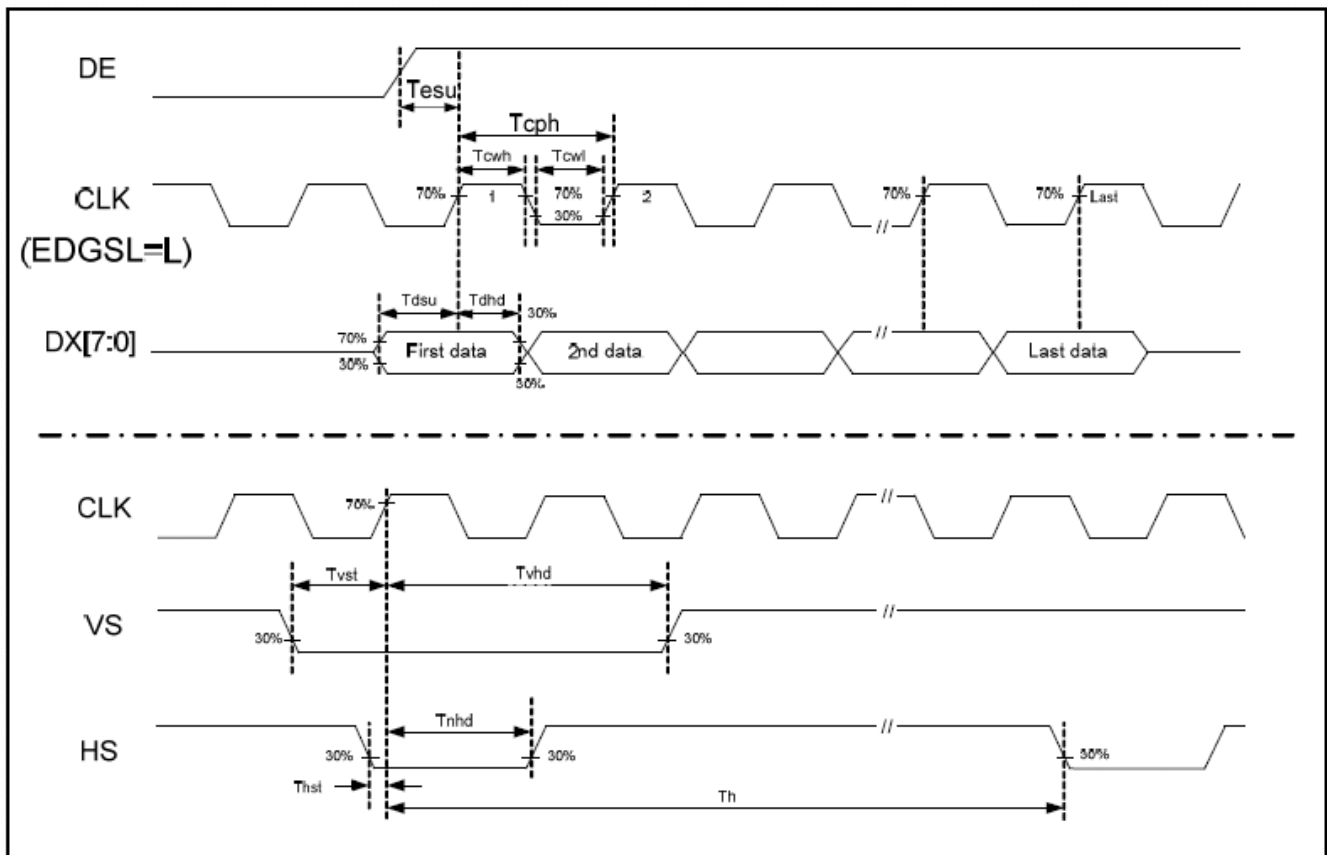 DE
Tesu
Tcph
Tcwh Tcwl
CLK 70% 1 70% 2 70% 70% Last
30% //
(EDGSL=L)
Tdsu Tdhd 30%
DX[7:0] 70% First data 2nd data // Last data
30% 30%
CLK 70% //
Tvst Tvhd
VS 30% 30% //
Tnhd
HS 30% 30% // 30%
Thst Th